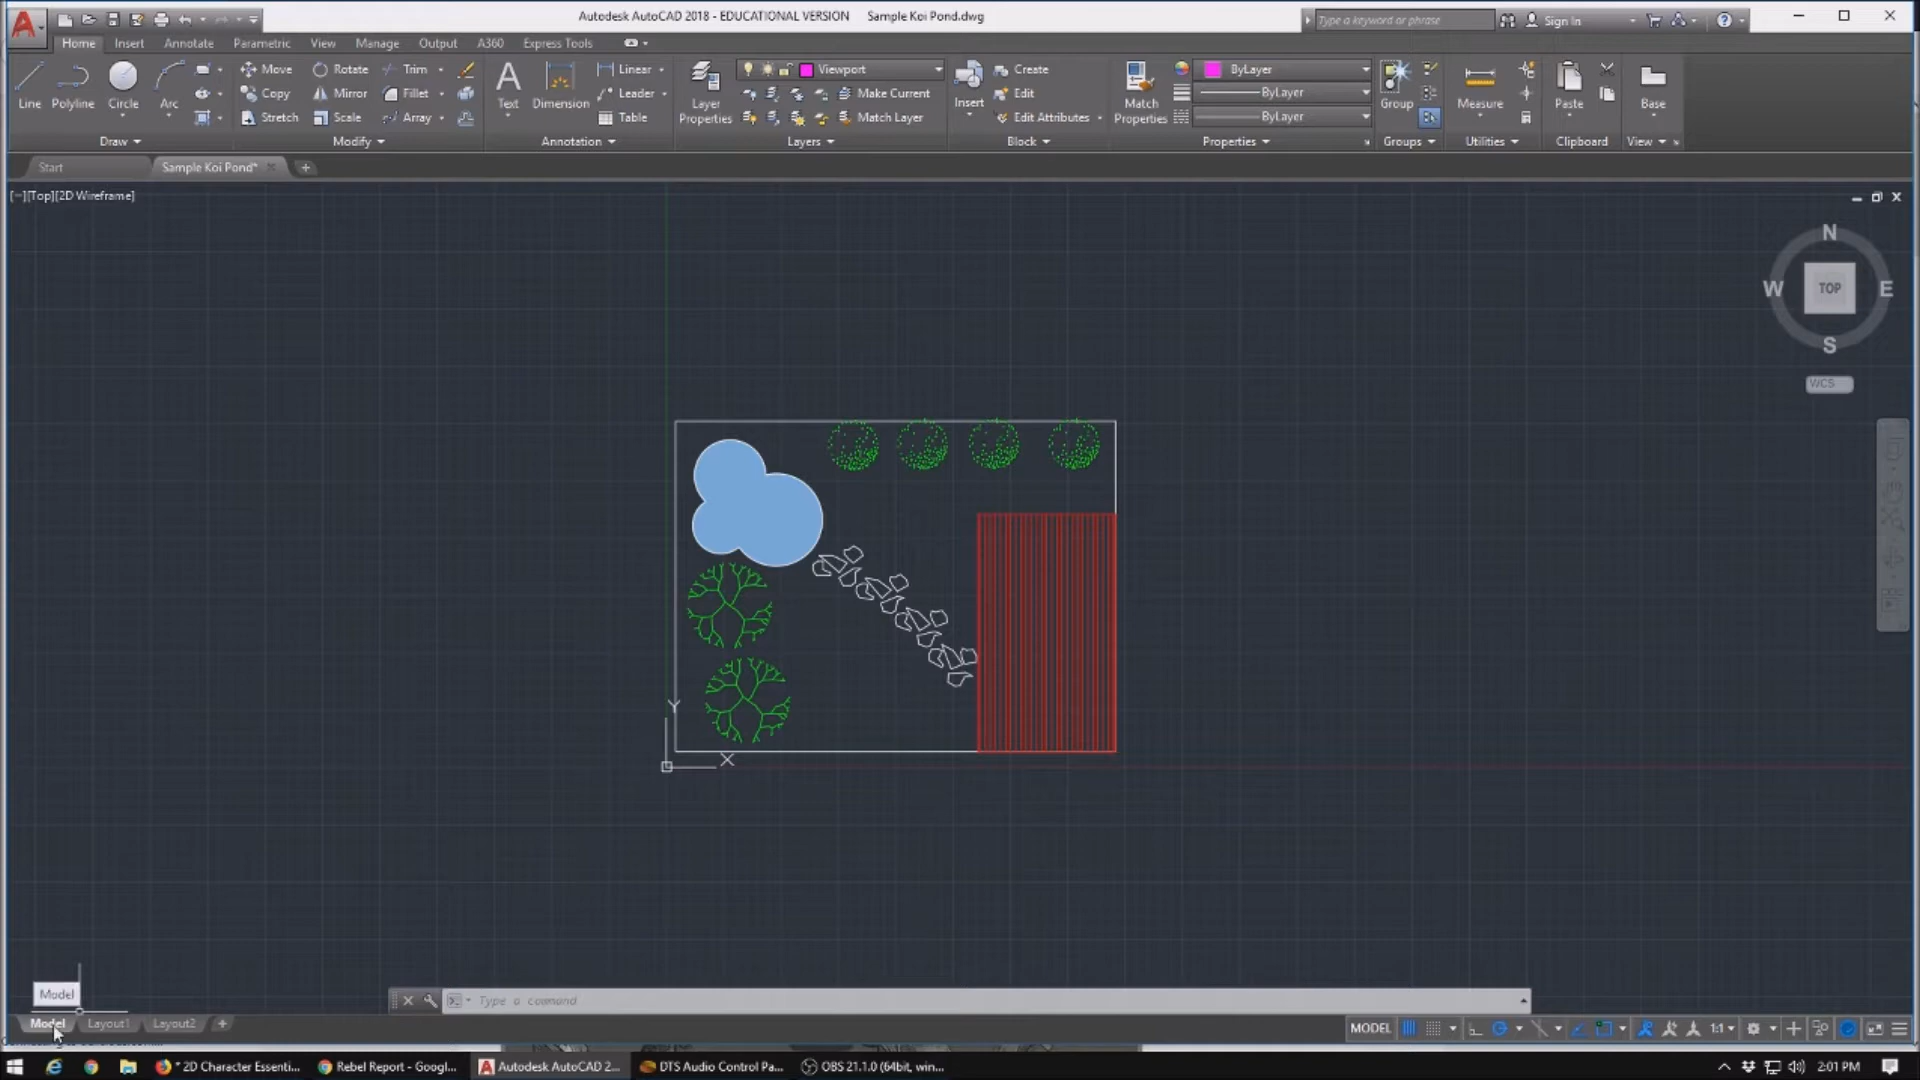 Autodesk AutoCAD 2018 - EDUCATIONAL VERSION Sample Koi Pond.dwg
Type a keyword or phrase
Sign In
Home Insert Annotate Parametric View Manage Output A360 Express Tools
Line Polyline Circle Arc
Move Rotate Trim
Copy Mirror Fillet
Stretch Scale Array
Text Dimension
Linear
Leader
Table
Layer Properties
Viewport
Make Current
Match Layer
Insert
Create
Edit
Edit Attributes
Match Properties
ByLayer
ByLayer
ByLayer
Group Measure Paste Base
Draw Modify Annotation Layers Block Properties Groups Utilities Clipboard View
Start Sample Koi Pond*
[−][Top][2D Wireframe]
N
W TOP E
S
WCS
Y
X
Model
Type a command
Model Layout1 Layout2 +
MODEL 1:1
* 2D Character Essenti...
Rebel Report - Googl...
Autodesk AutoCAD 2...
DTS Audio Control Pa...
OBS 21.1.0 (64bit, win...
2:01 PM